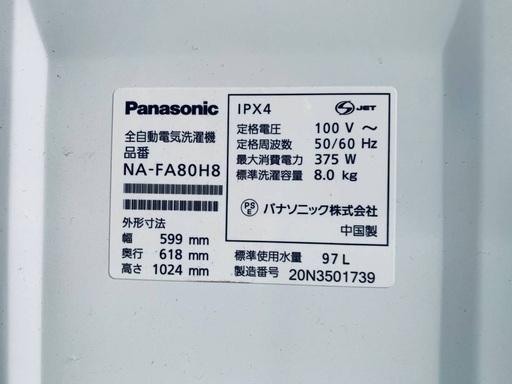 Panasonic
全自動電気洗濯機
品番
NA-FA80H8
外形寸法
幅 599 mm
奥行 618 mm
高さ 1024 mm
IPX4
S JET
定格電圧 100 V ～
定格周波数 50/60 Hz
最大消費電力 375 W
標準洗濯容量 8.0 kg
PS E パナソニック株式会社
中国製
標準使用水量 97 L
製造番号 20N3501739